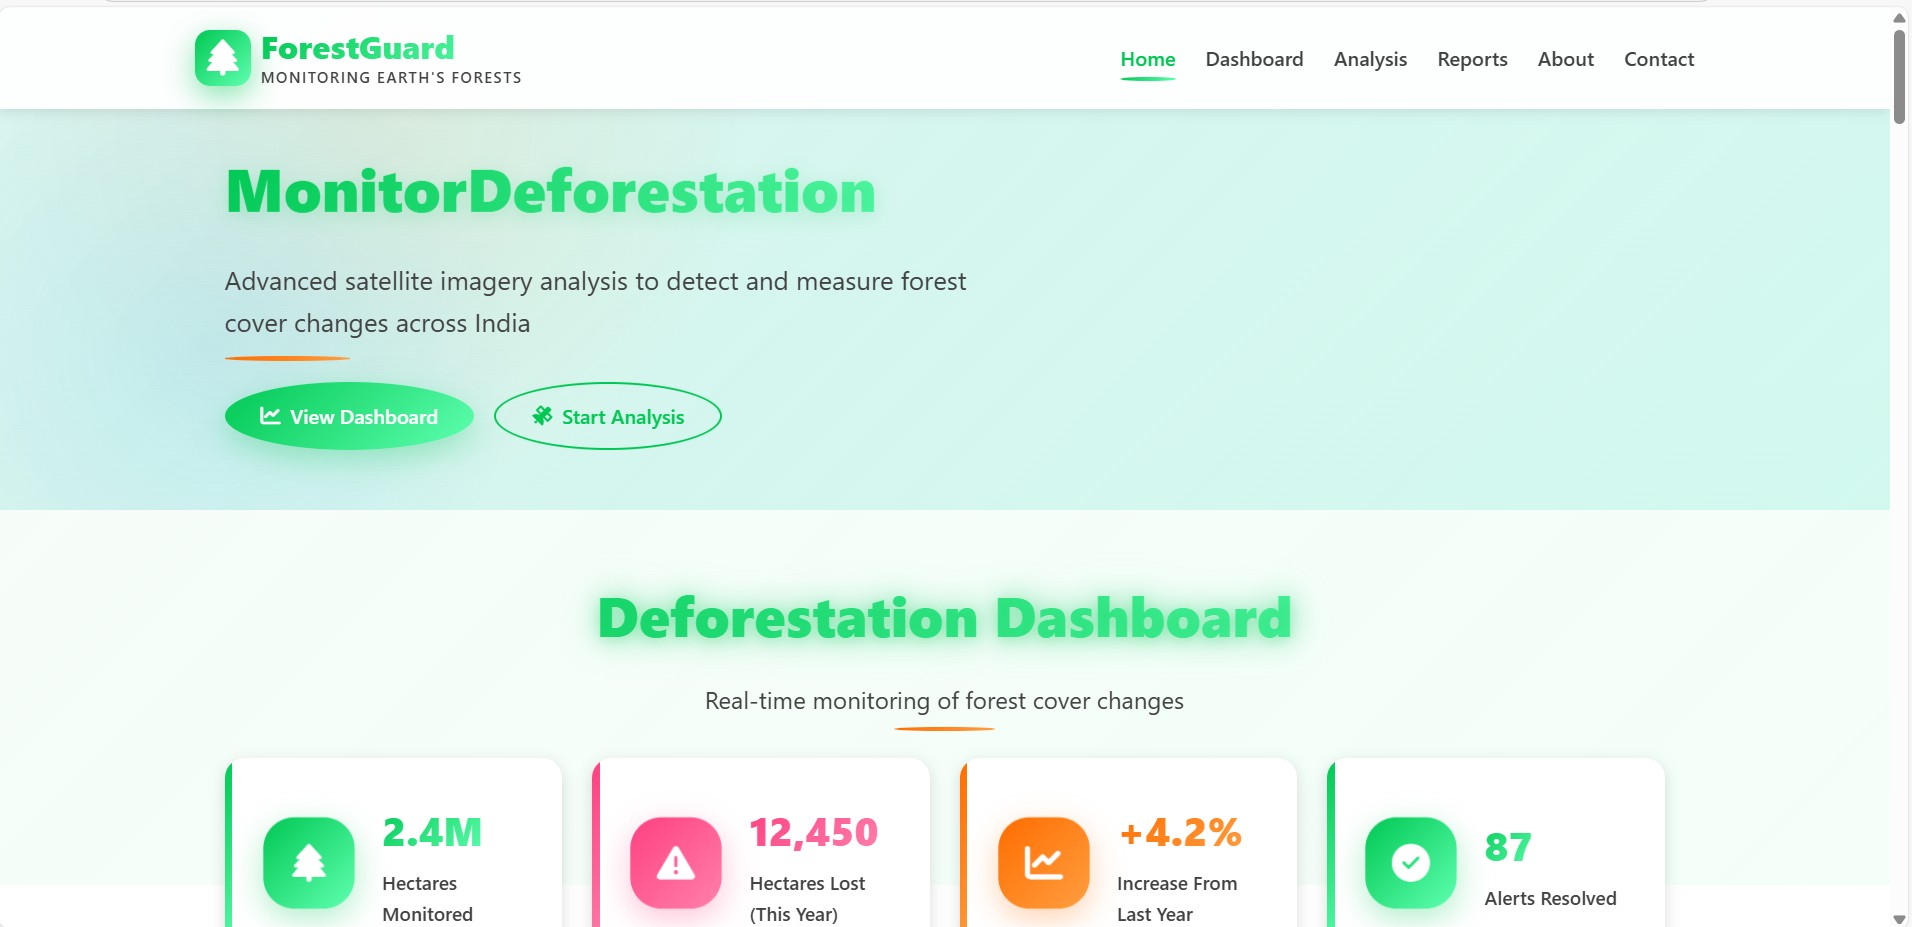 ForestGuard
MONITORING EARTH'S FORESTS
Home Dashboard Analysis Reports About Contact
MonitorDeforestation
Advanced satellite imagery analysis to detect and measure forest
cover changes across India
View Dashboard Start Analysis
Deforestation Dashboard
Real-time monitoring of forest cover changes
2.4M
Hectares
Monitored
12,450
Hectares Lost
(This Year)
+4.2%
Increase From
Last Year
87
Alerts Resolved